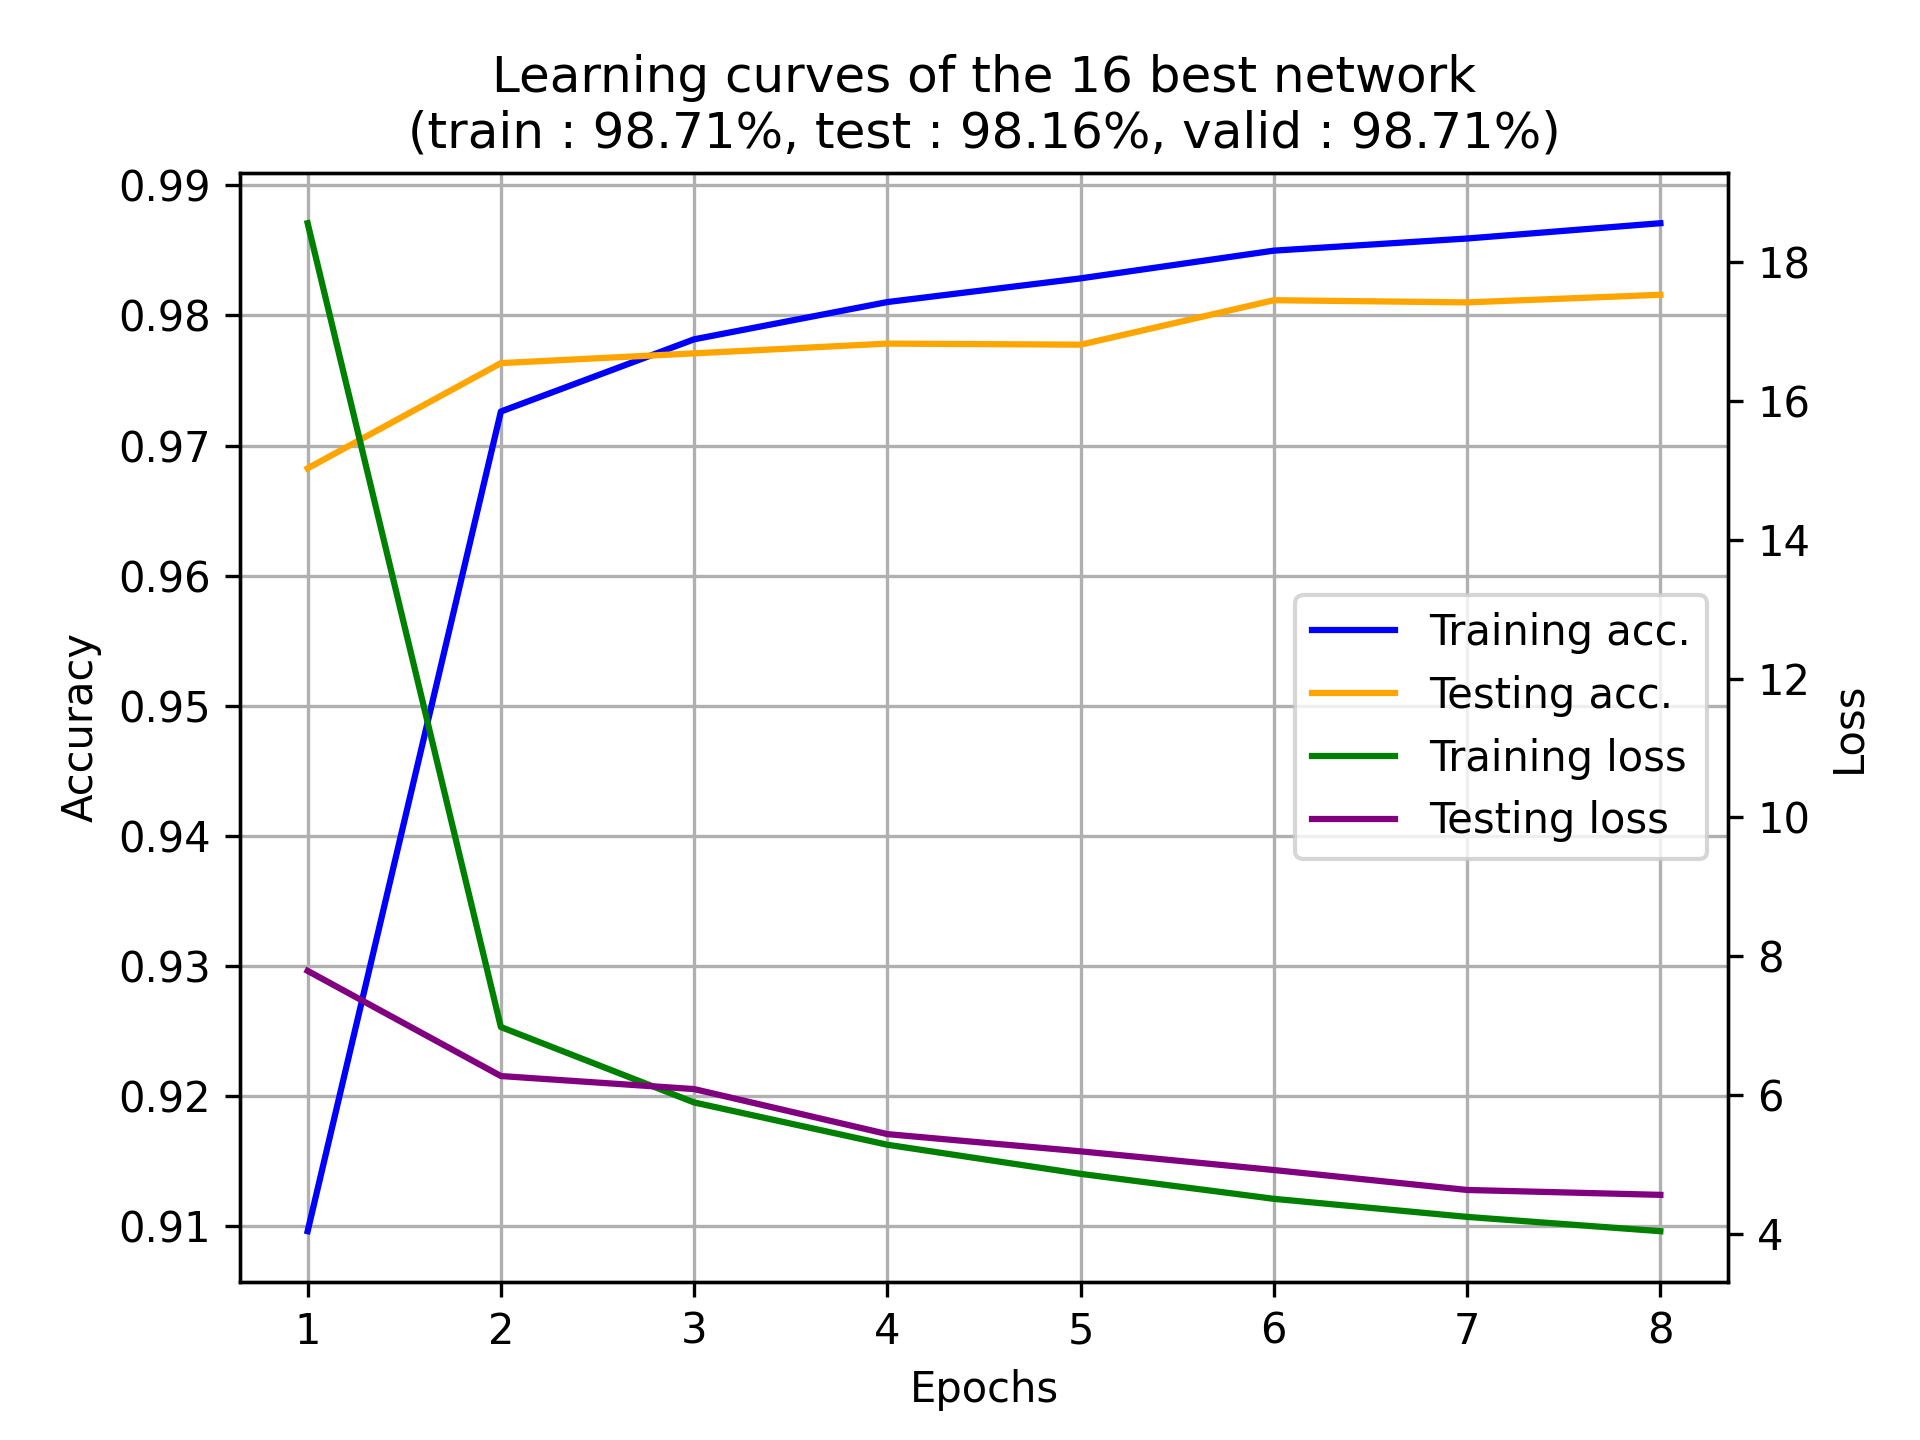 Learning curves of the 16 best network
(train : 98.71%, test : 98.16%, valid : 98.71%)
0.99
0.98
0.97
0.96
0.95
0.94
0.93
0.92
0.91
Accuracy
18
16
14
12
10
8
6
4
Loss
Training acc.
Testing acc.
Training loss
Testing loss
1 2 3 4 5 6 7 8
Epochs